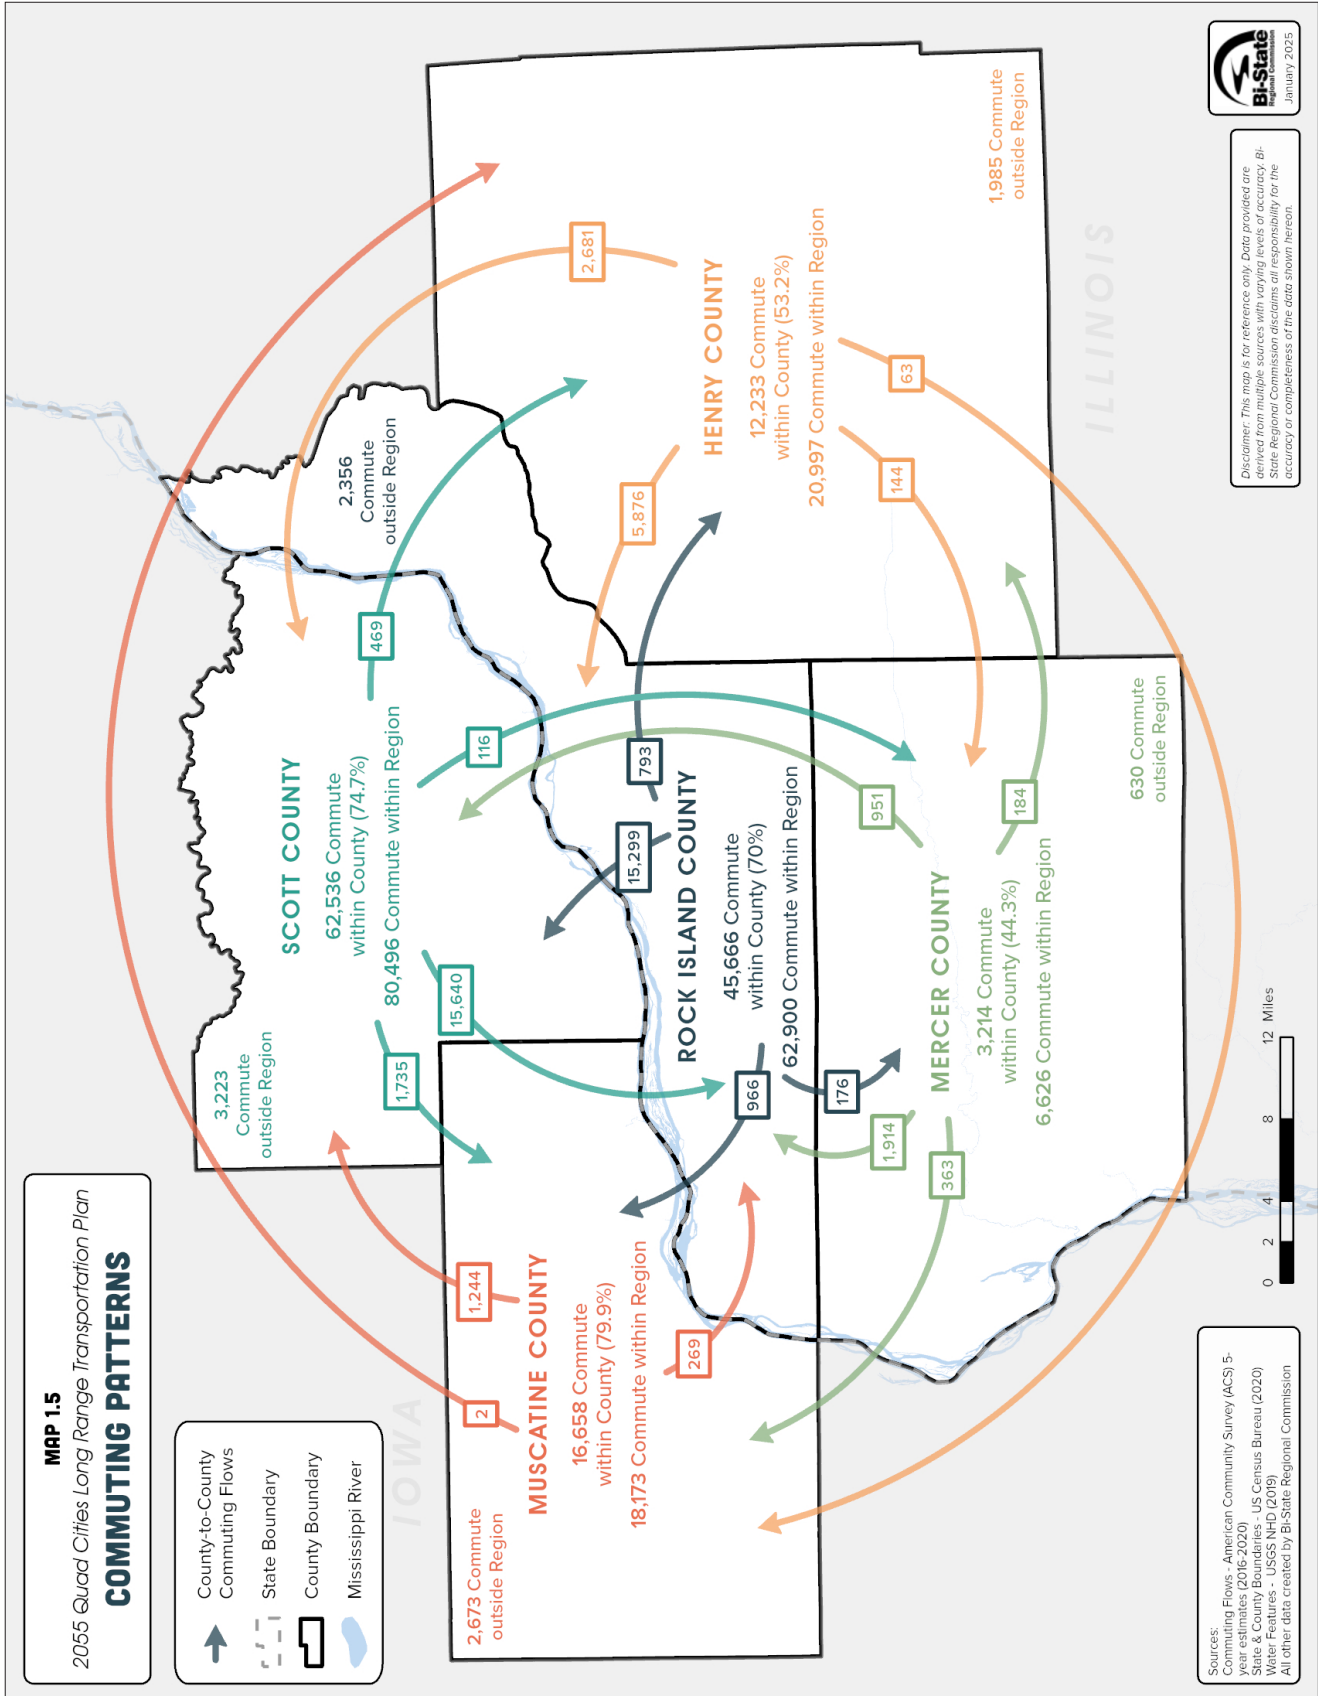 MAP 1.5
2055 Quad Cities Long Range Transportation Plan
COMMUTING PATTERNS
County-to-County
Commuting Flows
State Boundary
County Boundary
Mississippi River
IOWA
ILLINOIS
3,223
Commute
outside Region
SCOTT COUNTY
62,536 Commute
within County (74.7%)
80,496 Commute within Region
1,735
15,640
116
469
2,356
Commute
outside Region
2,673 Commute
outside Region
2
1,244
MUSCATINE COUNTY
16,658 Commute
within County (79.9%)
18,173 Commute within Region
269
15,299
793
ROCK ISLAND COUNTY
45,666 Commute
within County (70%)
62,900 Commute within Region
966
176
2,681
5,876
HENRY COUNTY
12,233 Commute
within County (53.2%)
20,997 Commute within Region
144
63
1,985 Commute
outside Region
1,914
363
951
184
MERCER COUNTY
3,214 Commute
within County (44.3%)
6,626 Commute within Region
630 Commute
outside Region
Sources:
Commuting Flows - American Community Survey (ACS) 5-
year estimates (2016-2020)
State & County Boundaries - US Census Bureau (2020)
Water Features - USGS NHD (2019)
All other data created by Bi-State Regional Commission
0 2 4 8 12 Miles
Disclaimer: This map is for reference only. Data provided are
derived from multiple sources with varying levels of accuracy. Bi-
State Regional Commission disclaims all responsibility for the
accuracy or completeness of the data shown hereon.
Bi-State
Regional Commission
January 2025